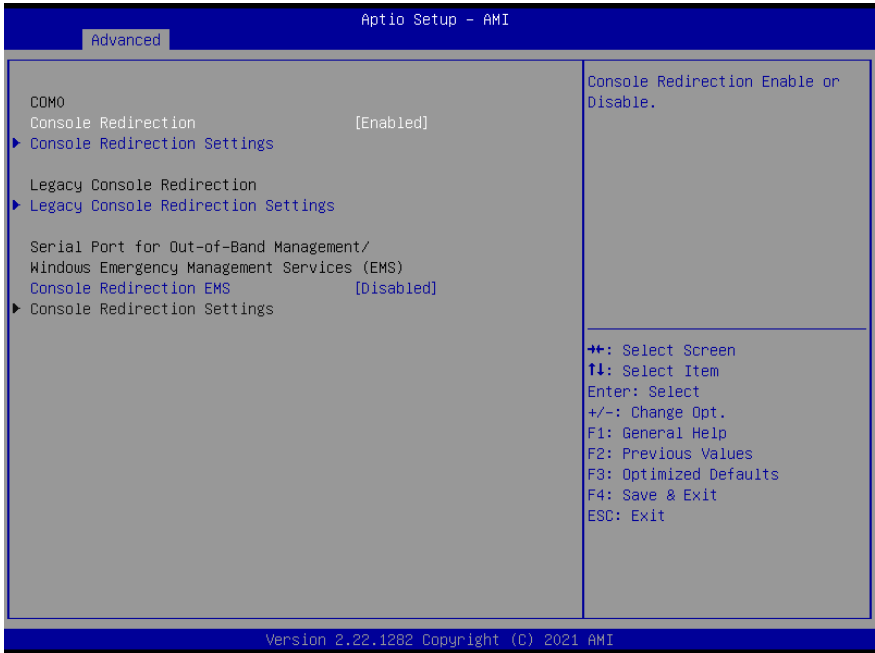 Aptio Setup – AMI
Advanced
COM0
Console Redirection [Enabled]
Console Redirection Settings
Legacy Console Redirection
Legacy Console Redirection Settings
Serial Port for Out-of-Band Management/
Windows Emergency Management Services (EMS)
Console Redirection EMS [Disabled]
Console Redirection Settings
Console Redirection Enable or
Disable.
→←: Select Screen
↑↓: Select Item
Enter: Select
+/-: Change Opt.
F1: General Help
F2: Previous Values
F3: Optimized Defaults
F4: Save & Exit
ESC: Exit
Version 2.22.1282 Copyright (C) 2021 AMI